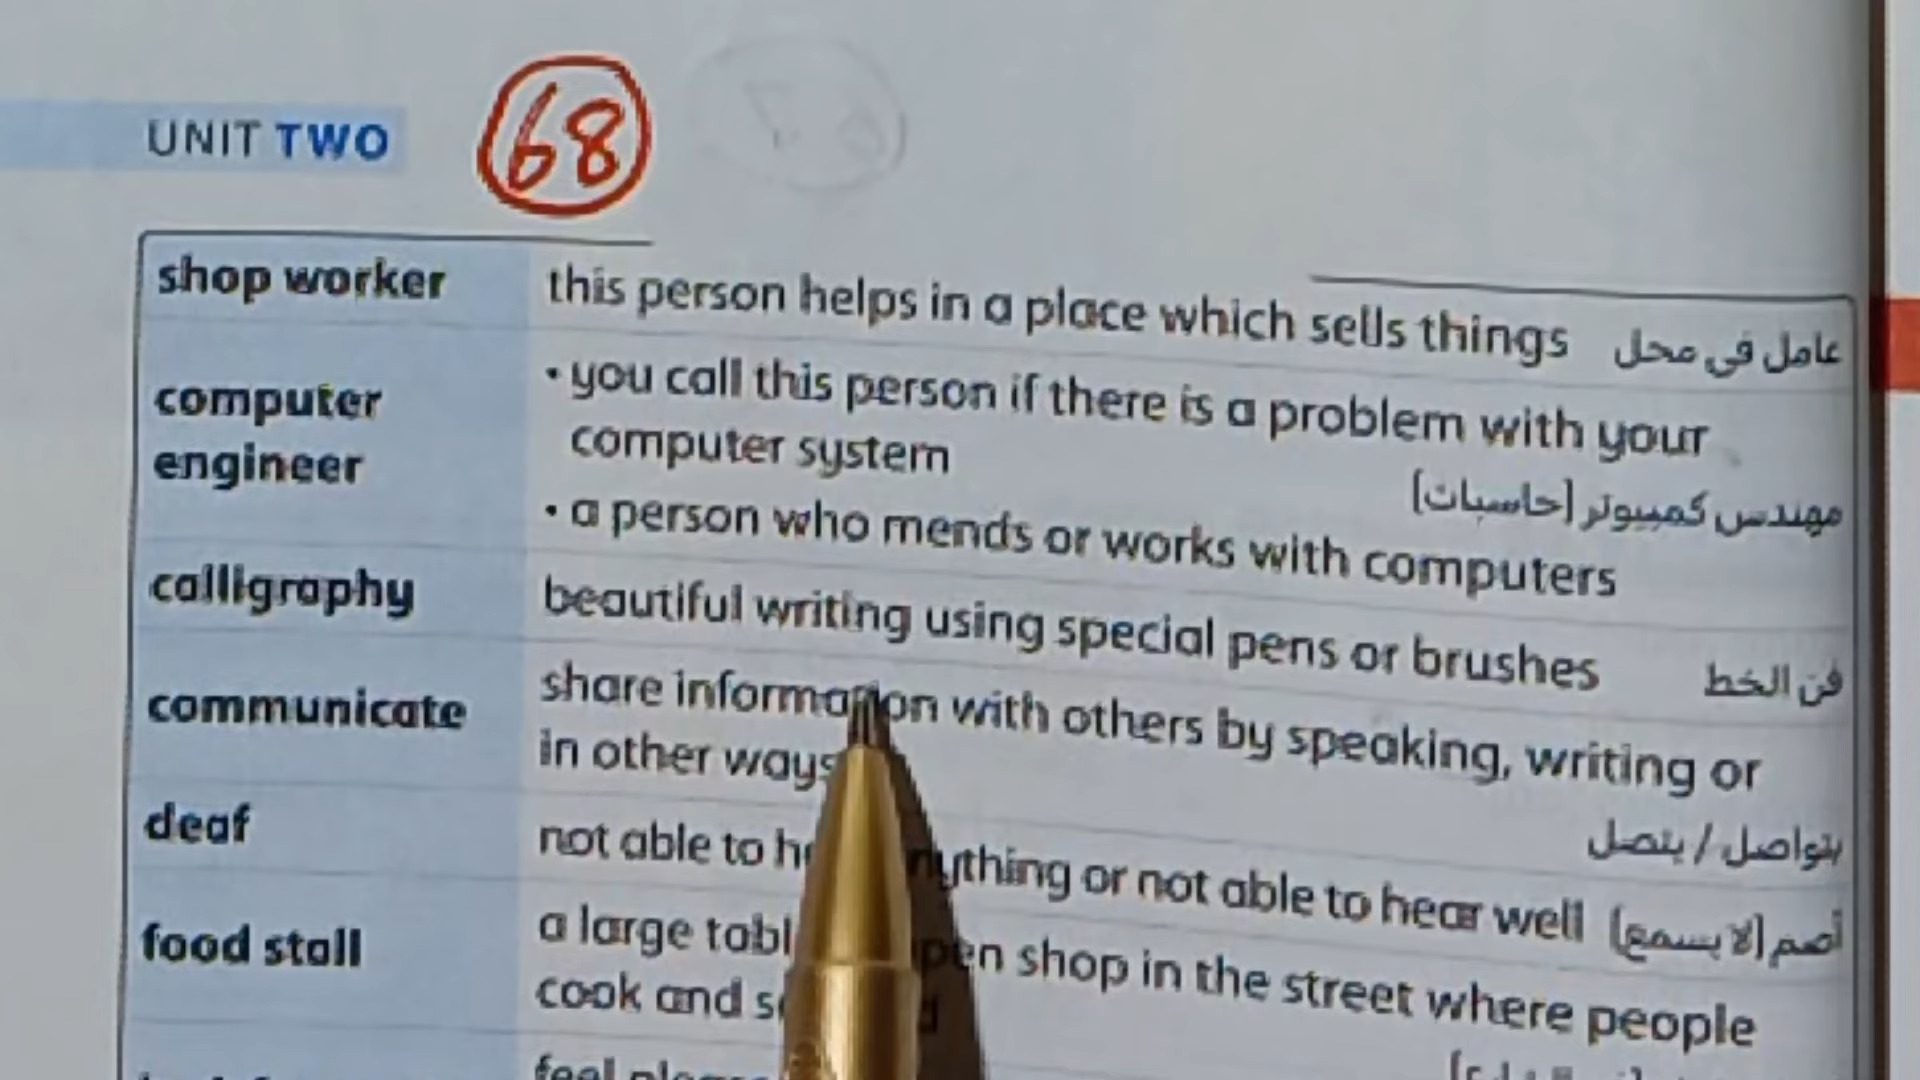 UNIT TWO 68
shop worker this person helps in a place which sells things عامل في محل
computer engineer • you call this person if there is a problem with your
computer system
مهندس كمبيوتر [حاسبات]
• a person who mends or works with computers
calligraphy beautiful writing using special pens or brushes فن الخط
communicate share information with others by speaking, writing or
in other ways
يتواصل / يتصل
deaf not able to anything or not able to hear well أصم [لا يسمع]
food stall a large shop in the street where people
cook and
feel